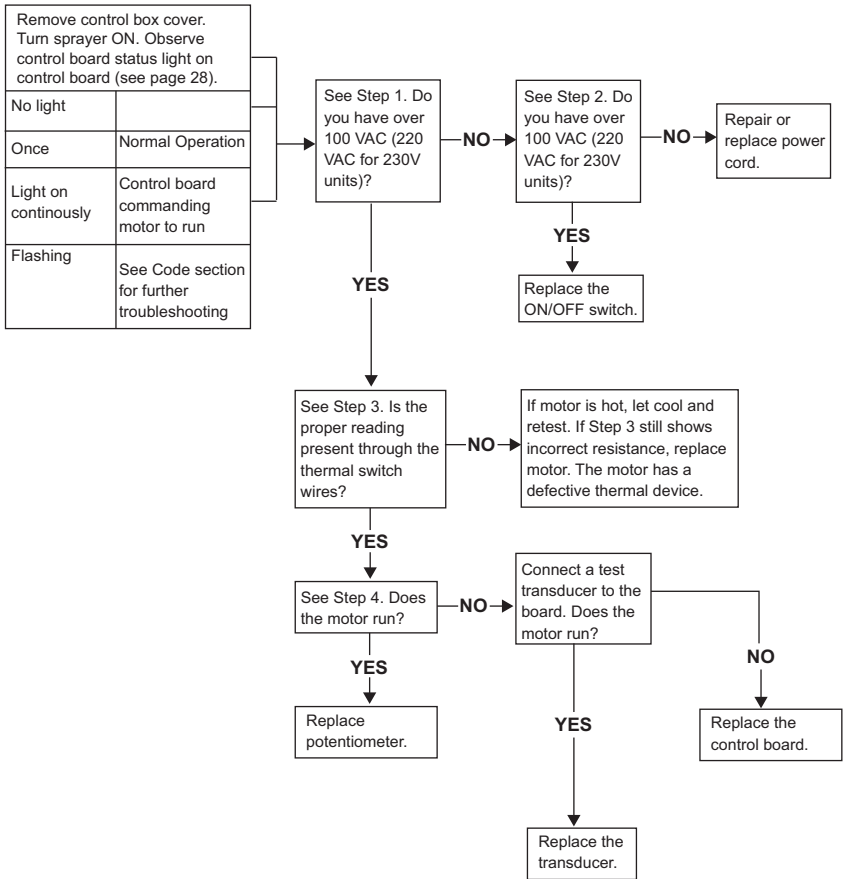 Remove control box cover.
Turn sprayer ON. Observe
control board status light on
control board (see page 28).
No light
Once
Normal Operation
Light on
continously
Control board
commanding
motor to run
Flashing
See Code section
for further
troubleshooting
See Step 1. Do
you have over
100 VAC (220
VAC for 230V
units)?
NO
See Step 2. Do
you have over
100 VAC (220
VAC for 230V
units)?
NO
Repair or
replace power
cord.
YES
Replace the
ON/OFF switch.
YES
See Step 3. Is the
proper reading
present through the
thermal switch
wires?
NO
If motor is hot, let cool and
retest. If Step 3 still shows
incorrect resistance, replace
motor. The motor has a
defective thermal device.
YES
See Step 4. Does
the motor run?
NO
Connect a test
transducer to the
board. Does the
motor run?
NO
Replace the
control board.
YES
Replace
potentiometer.
YES
Replace the
transducer.